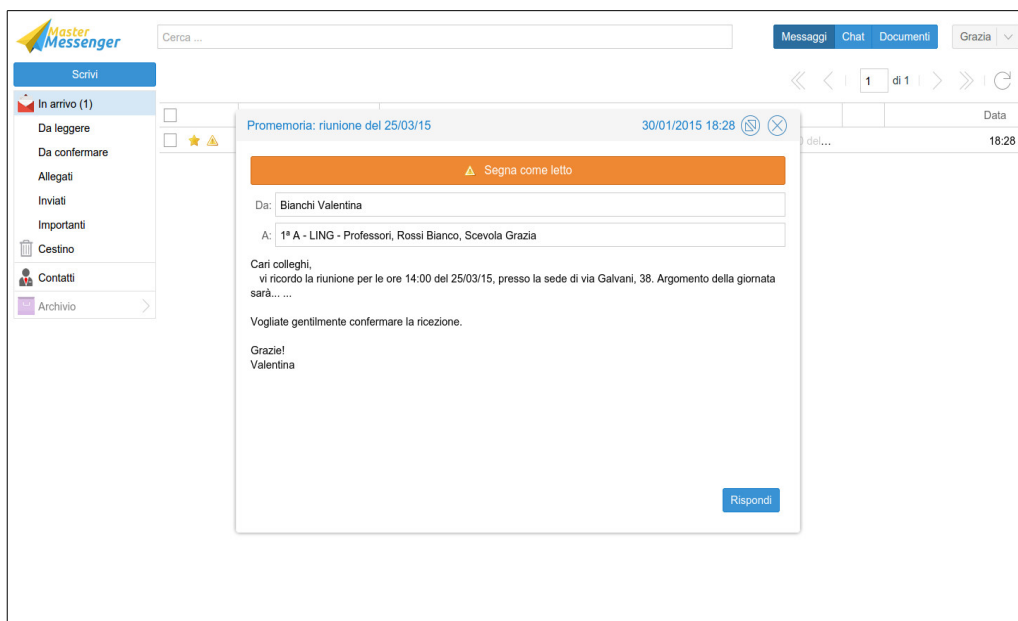 Master
Messenger
Cerca ...
Messaggi Chat Documenti
Grazia
Scrivi
1 di 1
In arrivo (1)
Da leggere
Da confermare
Allegati
Inviati
Importanti
Cestino
Contatti
Archivio
Data
del... 18:28
Promemoria: riunione del 25/03/15 30/01/2015 18:28
Segna come letto
Da: Bianchi Valentina
A: 1ª A - LING - Professori, Rossi Bianco, Scevola Grazia
Cari colleghi,
vi ricordo la riunione per le ore 14:00 del 25/03/15, presso la sede di via Galvani, 38. Argomento della giornata
sarà... ...
Vogliate gentilmente confermare la ricezione.
Grazie!
Valentina
Rispondi